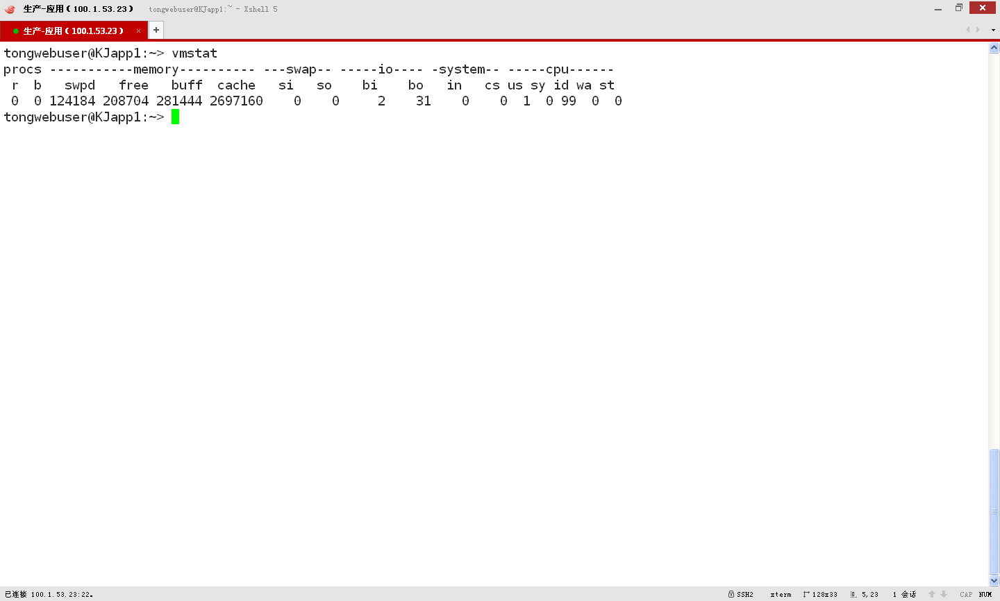 生产-应用（100.1.53.23） tongwebuser@KJapp1:~ - Xshell 5
生产-应用（100.1.53.23） × +
tongwebuser@KJapp1:~> vmstat
procs -----------memory---------- ---swap-- -----io---- -system-- -----cpu------
 r  b   swpd   free   buff  cache   si   so    bi    bo   in   cs us sy id wa st
 0  0 124184 208704 281444 2697160    0    0     2    31    0    0  1  0 99  0  0
tongwebuser@KJapp1:~>
已连接 100.1.53.23:22。 SSH2 xterm 128x33 5,23 1 会话 CAP NUM